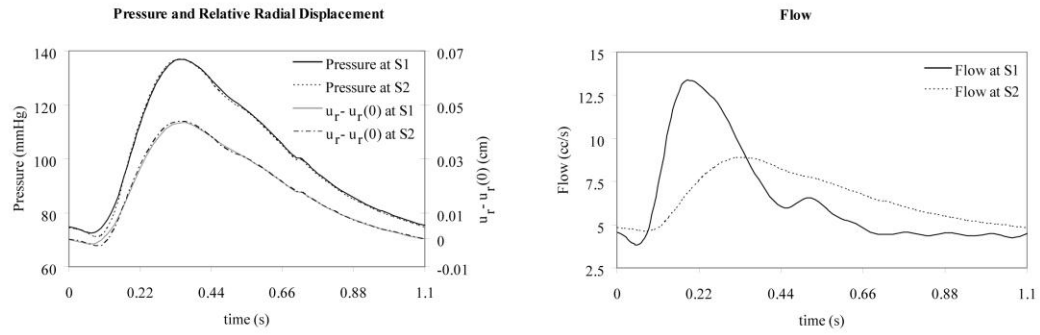 Pressure and Relative Radial Displacement
140
120
100
80
60
Pressure (mmHg)
0.07
0.05
0.03
0.01
0
-0.01
u_r - u_r(0) (cm)
Pressure at S1
Pressure at S2
u_r - u_r(0) at S1
u_r - u_r(0) at S2
0 0.22 0.44 0.66 0.88 1.1
time (s)
Flow
15
12.5
10
7.5
5
2.5
Flow (cc/s)
Flow at S1
Flow at S2
0 0.22 0.44 0.66 0.88 1.1
time (s)